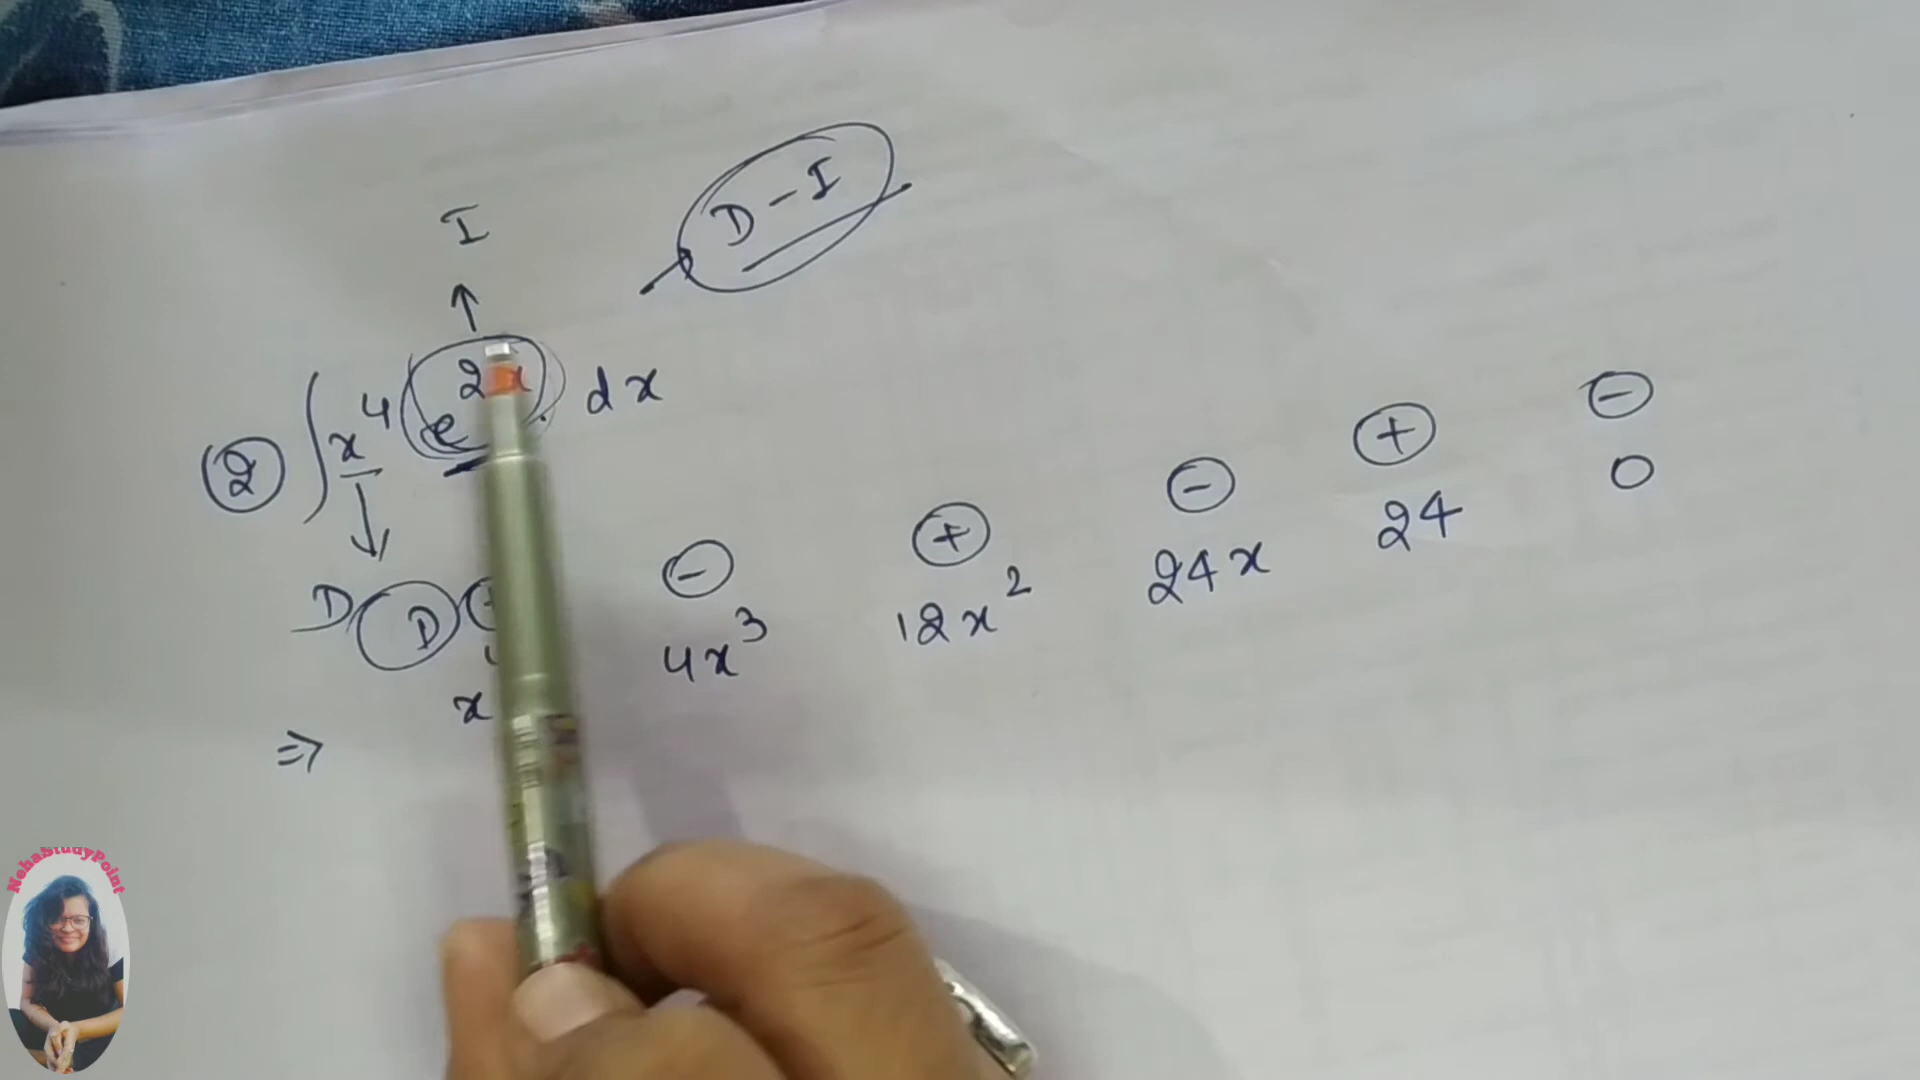 I
D-I
② ∫ x⁴ e²ˣ dx
D D ⊖ ⊕ ⊖ ⊕ ⊖
x 4x³ 12x² 24x 24 0
⇒
NehaStudyPoint